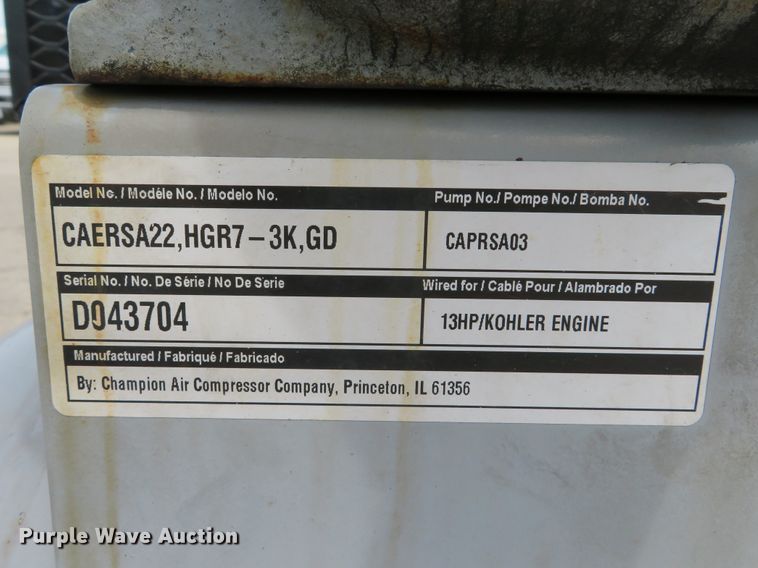 Model No. / Modéle No. / Modelo No.
Pump No./ Pompe No./ Bomba No.
CAERSA22,HGR7-3K,GD
CAPRSA03
Serial No. / No. De Série / No De Serie
Wired for / Cablé Pour / Alambrado Por
D043704
13HP/KOHLER ENGINE
Manufactured / Fabriqué / Fabricado
By: Champion Air Compressor Company, Princeton, IL 61356
Purple Wave Auction